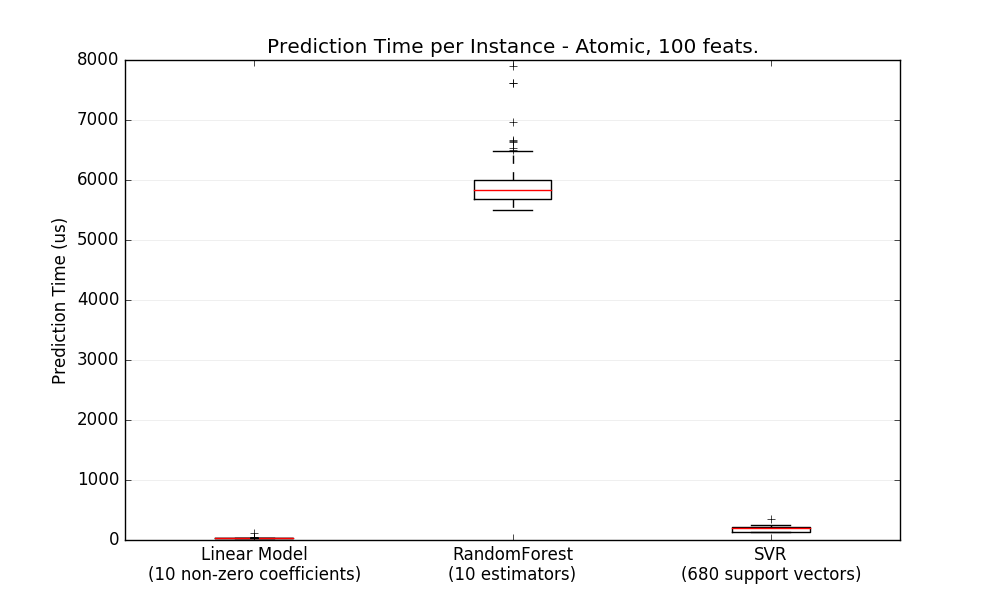 Prediction Time per Instance - Atomic, 100 feats.
8000
7000
6000
5000
4000
3000
2000
1000
0
Prediction Time (us)
Linear Model
(10 non-zero coefficients)
RandomForest
(10 estimators)
SVR
(680 support vectors)